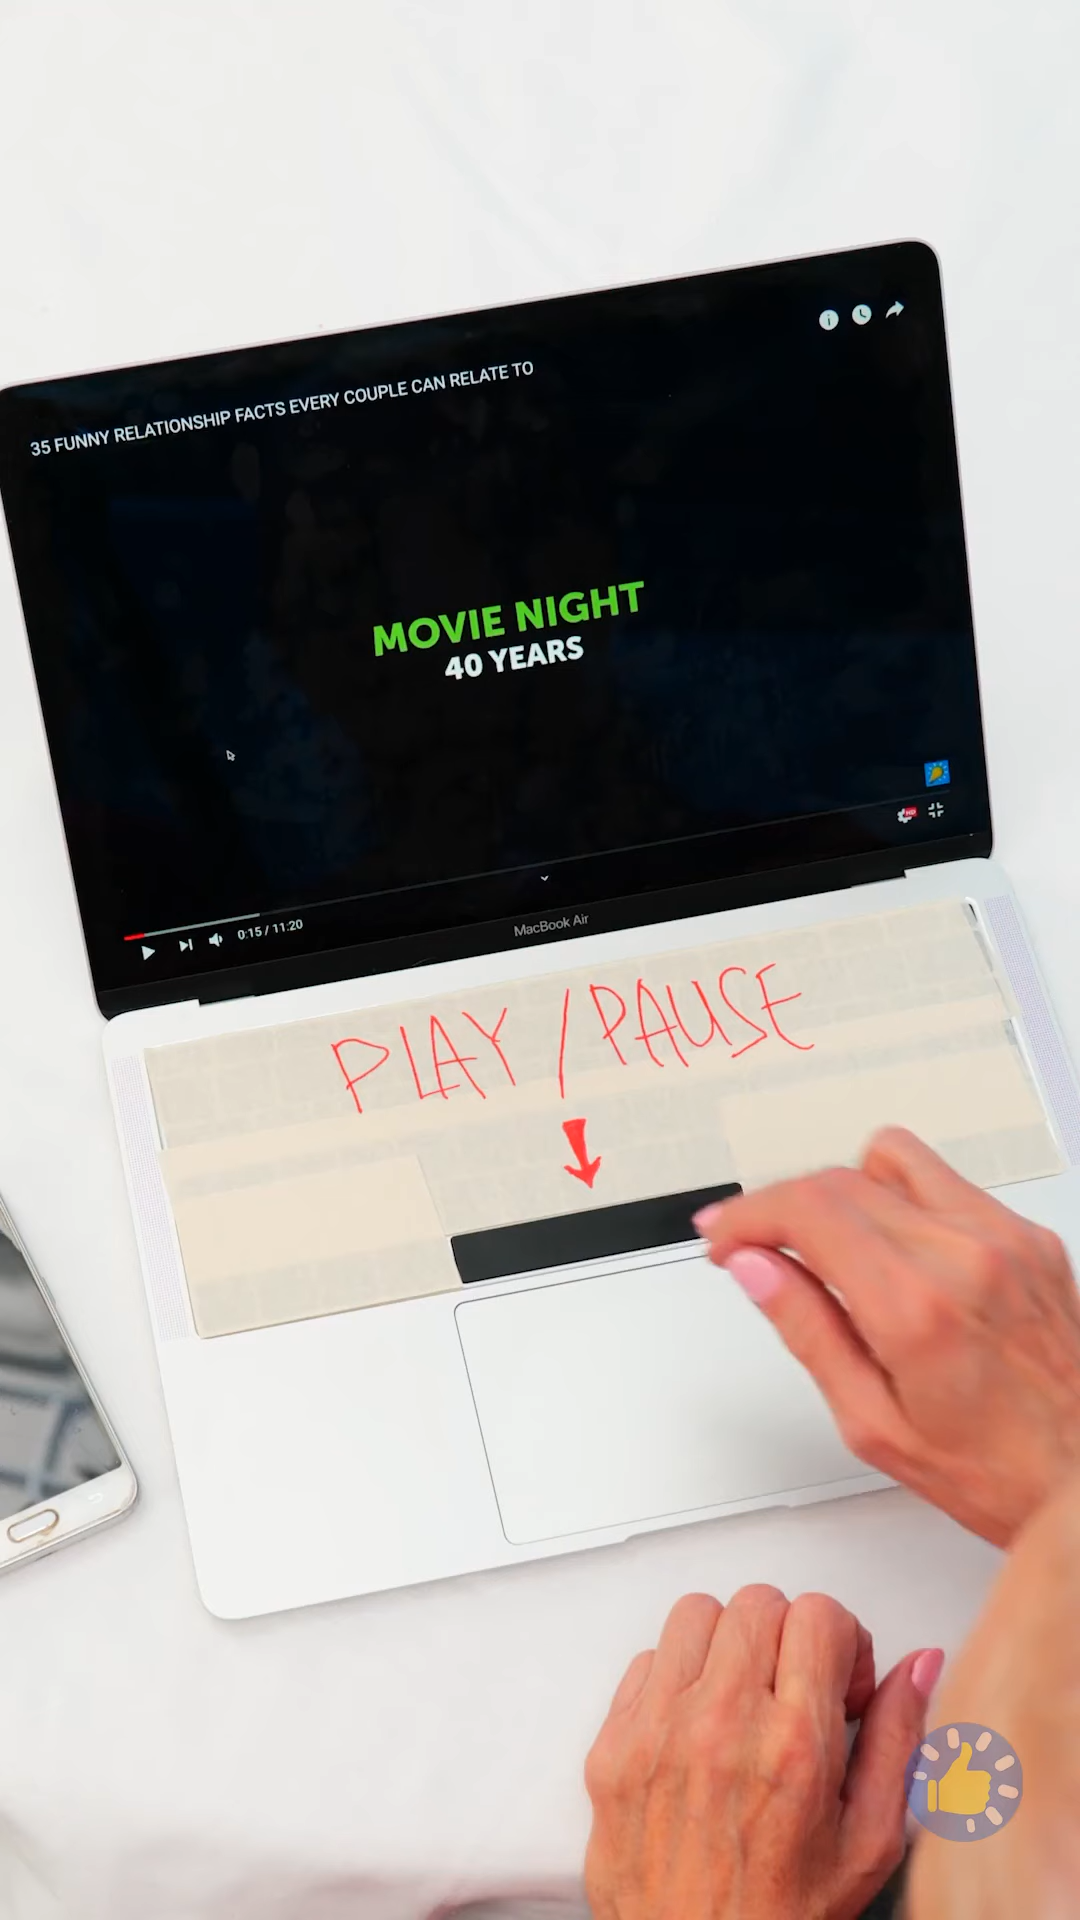 35 FUNNY RELATIONSHIP FACTS EVERY COUPLE CAN RELATE TO
MOVIE NIGHT
40 YEARS
HD
0:15 / 11:20
MacBook Air
PLAY / PAUSE